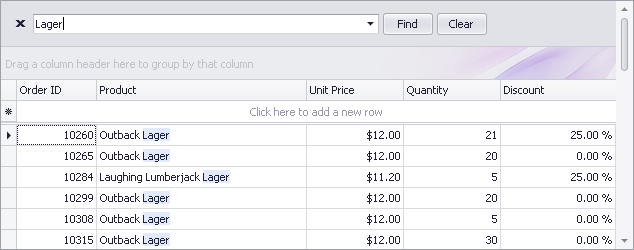 Lager Find Clear
Drag a column header here to group by that column
Order ID Product Unit Price Quantity Discount
Click here to add a new row
10260 Outback Lager $12.00 21 25.00 %
10265 Outback Lager $12.00 20 0.00 %
10284 Laughing Lumberjack Lager $11.20 5 25.00 %
10299 Outback Lager $12.00 20 0.00 %
10308 Outback Lager $12.00 5 0.00 %
10315 Outback Lager $12.00 30 0.00 %